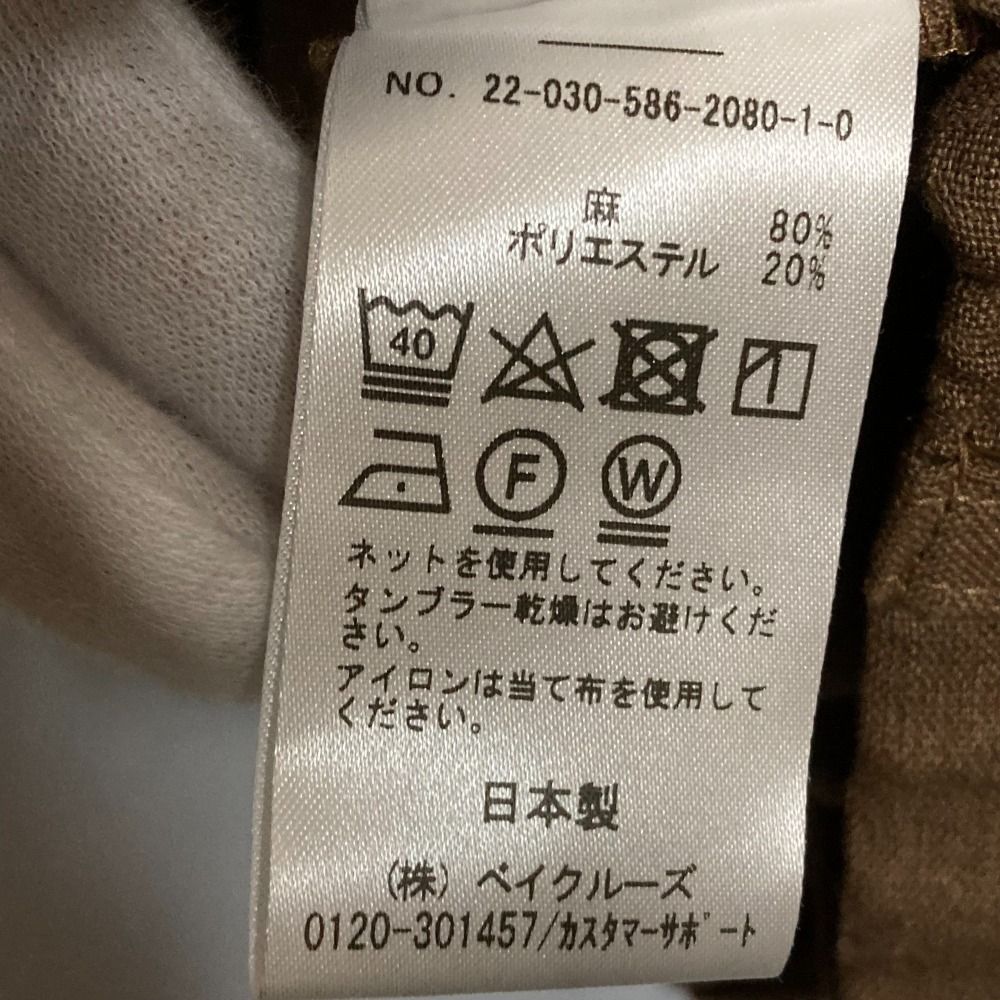 NO. 22-030-586-2080-1-0
麻 80%
ポリエステル 20%
40
F W
ネットを使用してください。
タンブラー乾燥はお避けくだ
さい。
アイロンは当て布を使用して
ください。
日本製
(株) ベイクルーズ
0120-301457/カスタマーサポート